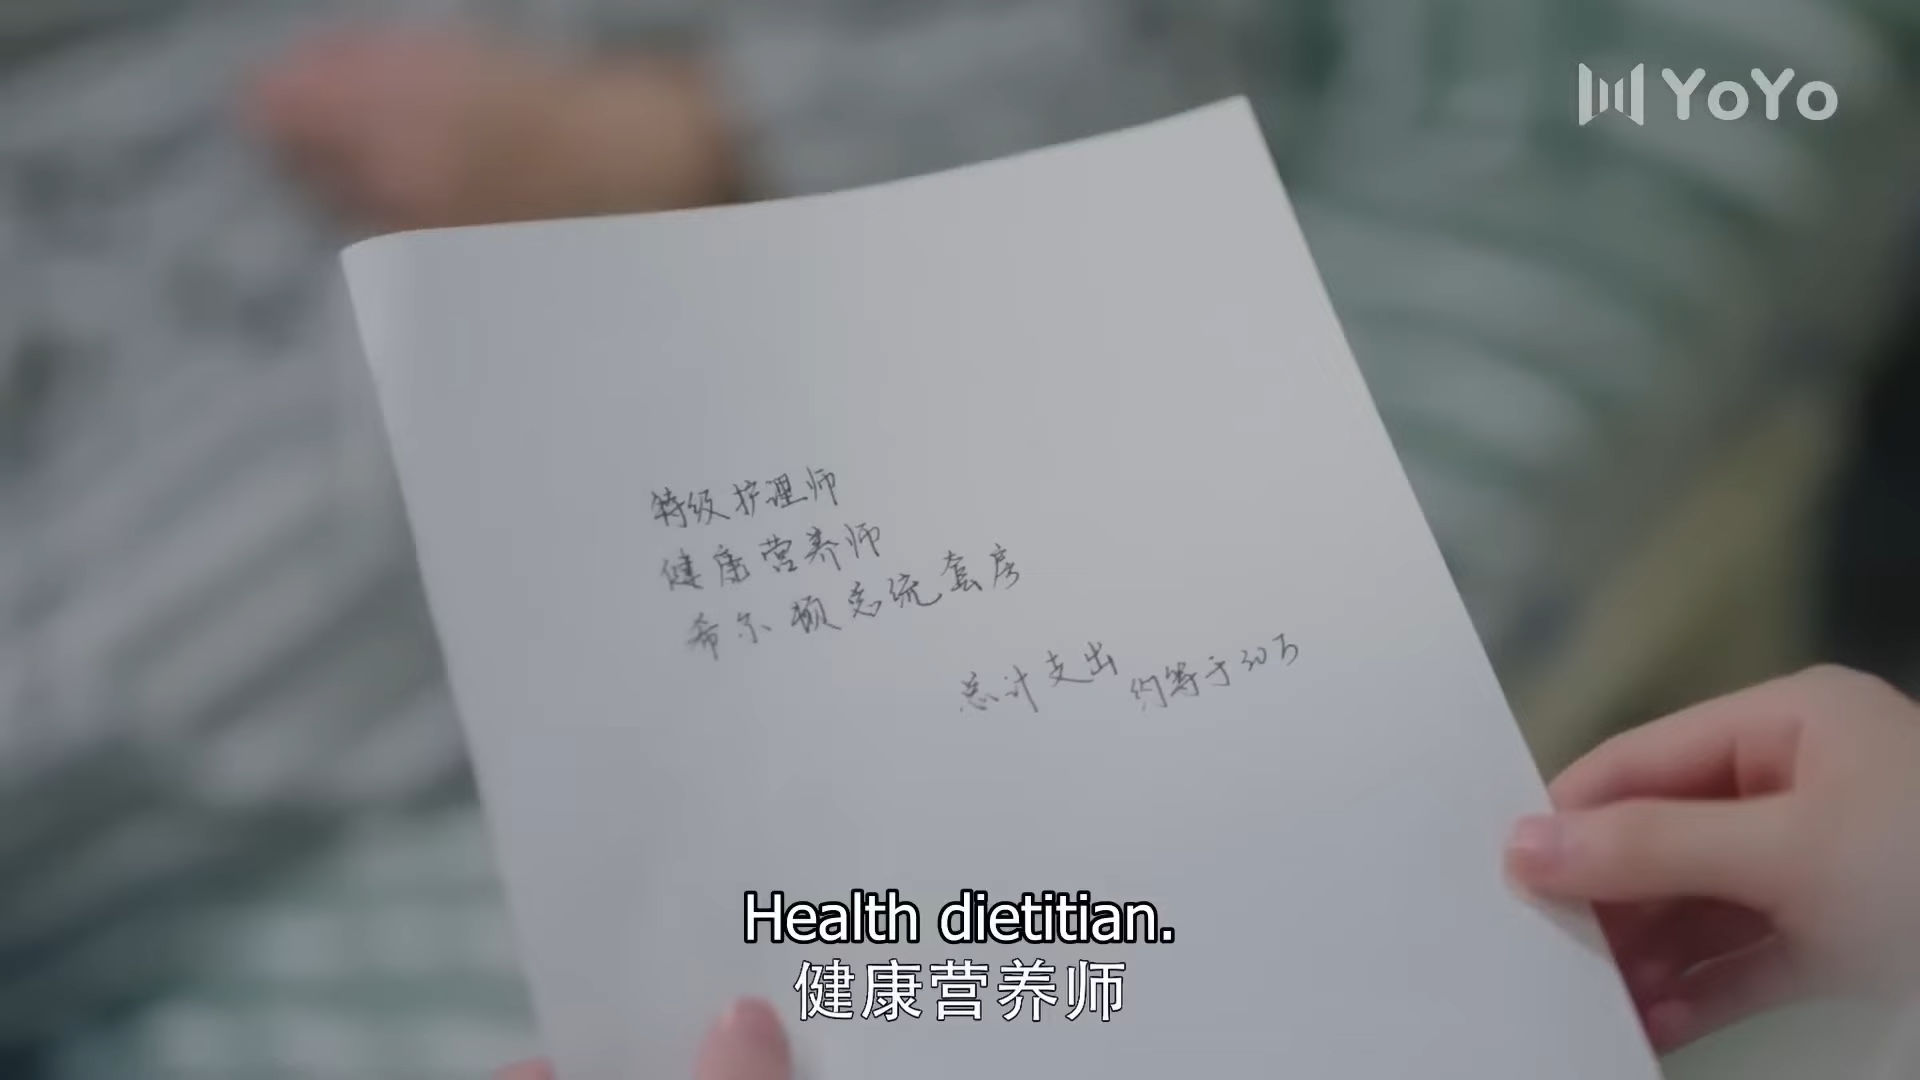 YoYo
特级护理师
健康营养师
希尔顿总统套房
总计支出 约等于30万
Health dietitian.
健康营养师